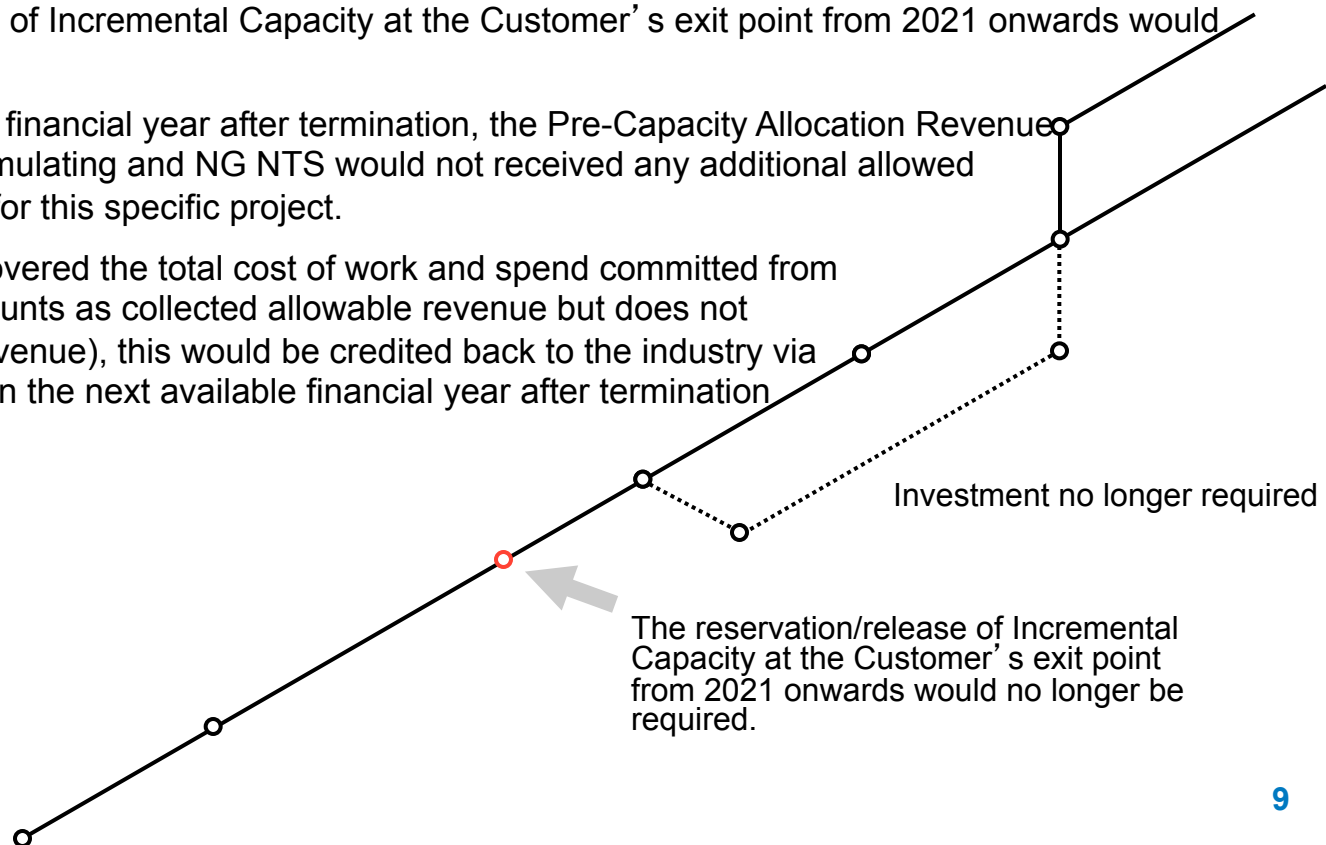 of Incremental Capacity at the Customer’s exit point from 2021 onwards would
financial year after termination, the Pre-Capacity Allocation Revenue
mulating and NG NTS would not received any additional allowed
for this specific project.
overed the total cost of work and spend committed from
unts as collected allowable revenue but does not
venue), this would be credited back to the industry via
n the next available financial year after termination
Investment no longer required
The reservation/release of Incremental
Capacity at the Customer’s exit point
from 2021 onwards would no longer be
required.
9